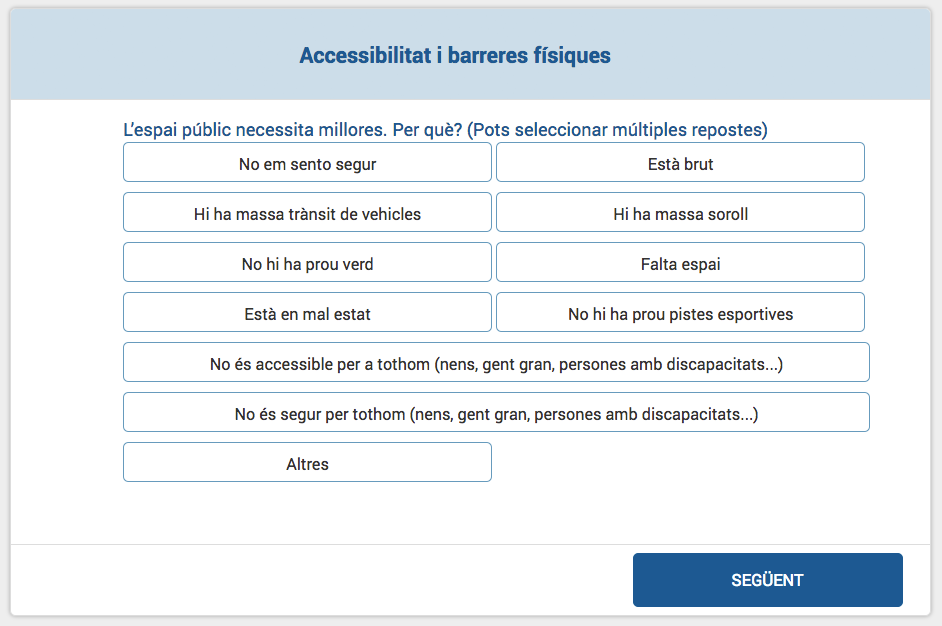 Accessibilitat i barreres físiques
L'espai públic necessita millores. Per què? (Pots seleccionar múltiples repostes)
No em sento segur
Està brut
Hi ha massa trànsit de vehicles
Hi ha massa soroll
No hi ha prou verd
Falta espai
Està en mal estat
No hi ha prou pistes esportives
No és accessible per a tothom (nens, gent gran, persones amb discapacitats...)
No és segur per tothom (nens, gent gran, persones amb discapacitats...)
Altres
SEGÜENT